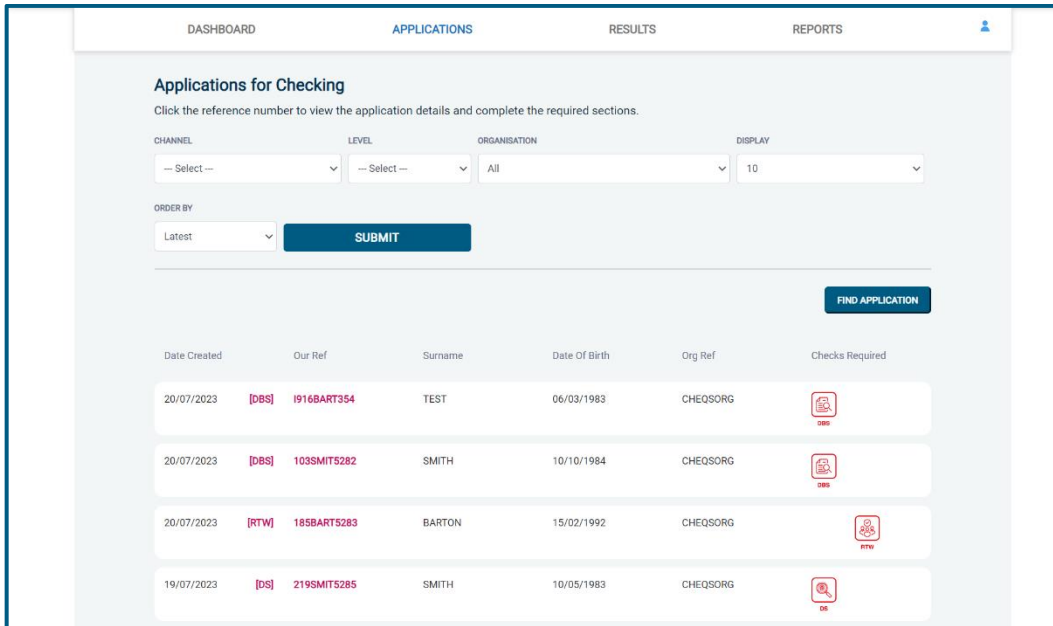 DASHBOARD APPLICATIONS RESULTS REPORTS
Applications for Checking
Click the reference number to view the application details and complete the required sections.
CHANNEL LEVEL ORGANISATION DISPLAY
--- Select --- --- Select --- All 10
ORDER BY
Latest SUBMIT
FIND APPLICATION
Date Created Our Ref Surname Date Of Birth Org Ref Checks Required
20/07/2023 [DBS] I916BART354 TEST 06/03/1983 CHEQSORG
DBS
20/07/2023 [DBS] 103SMIT5282 SMITH 10/10/1984 CHEQSORG
DBS
20/07/2023 [RTW] 185BART5283 BARTON 15/02/1992 CHEQSORG
RTW
19/07/2023 [DS] 219SMIT5285 SMITH 10/05/1983 CHEQSORG
DS